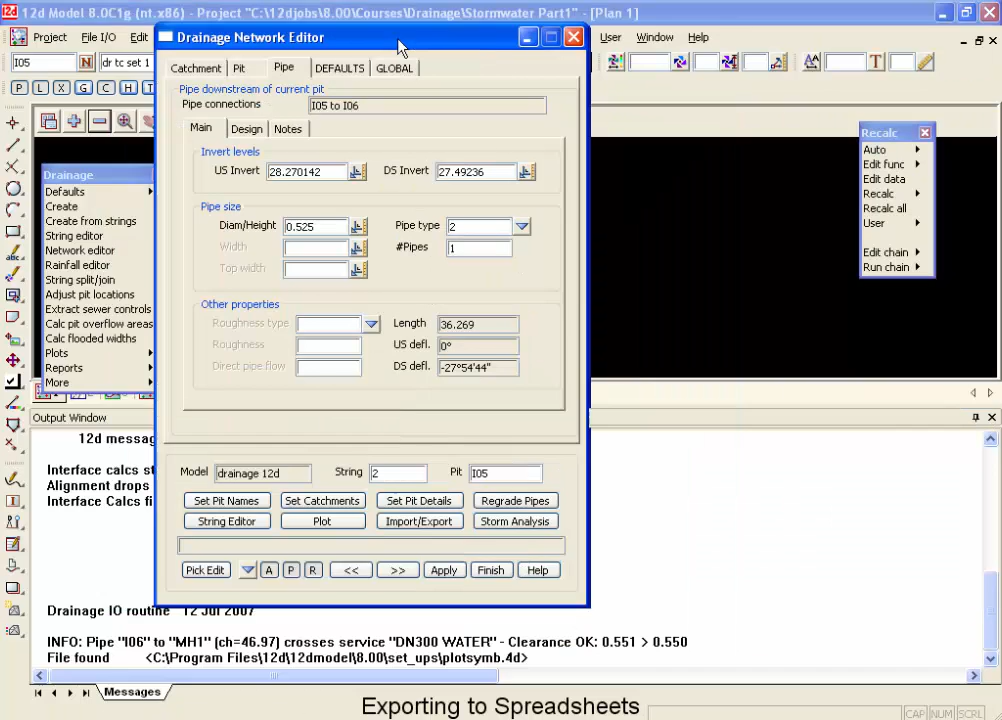 12d Model 8.0C1g (nt.x86) - Project "C:\12djobs\8.00\Courses\Drainage\Stormwater Part1" - [Plan 1]
Project File I/O Edit User Window Help
I05 N dr tc set 1
P L X G C H T
Drainage Network Editor
Catchment Pit Pipe DEFAULTS GLOBAL
Pipe downstream of current pit
Pipe connections I05 to I06
Main Design Notes
Invert levels
US Invert 28.270142 DS Invert 27.49236
Pipe size
Diam/Height 0.525 Pipe type 2
Width #Pipes 1
Top width
Other properties
Roughness type Length 36.269
Roughness US defl. 0°
Direct pipe flow DS defl. -27°54'44"
Model drainage 12d String 2 Pit I05
Set Pit Names Set Catchments Set Pit Details Regrade Pipes
String Editor Plot Import/Export Storm Analysis
Pick Edit A P R << >> Apply Finish Help
Drainage
Defaults
Create
Create from strings
String editor
Network editor
Rainfall editor
String split/join
Adjust pit locations
Extract sewer controls
Calc pit overflow areas
Calc flooded widths
Plots
Reports
More
Recalc
Auto
Edit func
Edit data
Recalc
Recalc all
User
Edit chain
Run chain
Output Window
12d messag
Interface calcs st
Alignment drops
Interface Calcs fi
Drainage IO routine 12 Jul 2007
INFO: Pipe "I06" to "MH1" (ch=46.97) crosses service "DN300 WATER" - Clearance OK: 0.551 > 0.550
File found <C:\Program Files\12d\12dmodel\8.00\set_ups\plotsymb.4d>
Messages
Exporting to Spreadsheets
CAP NUM SCRL